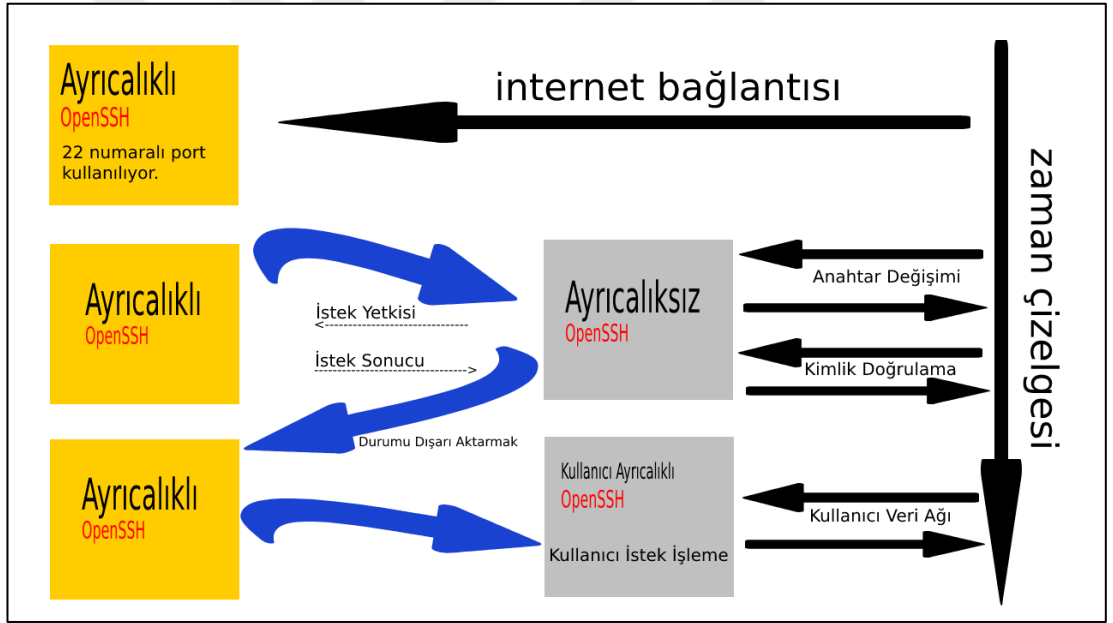 Ayrıcalıklı
OpenSSH
22 numaralı port
kullanılıyor.
internet bağlantısı
zaman çizelgesi
Ayrıcalıklı
OpenSSH
İstek Yetkisi
<----------------------------
İstek Sonucu
---------------------------->
Ayrıcalıksız
OpenSSH
Anahtar Değişimi
Kimlik Doğrulama
Durumu Dışarı Aktarmak
Ayrıcalıklı
OpenSSH
Kullanıcı Ayrıcalıklı
OpenSSH
Kullanıcı İstek İşleme
Kullanıcı Veri Ağı